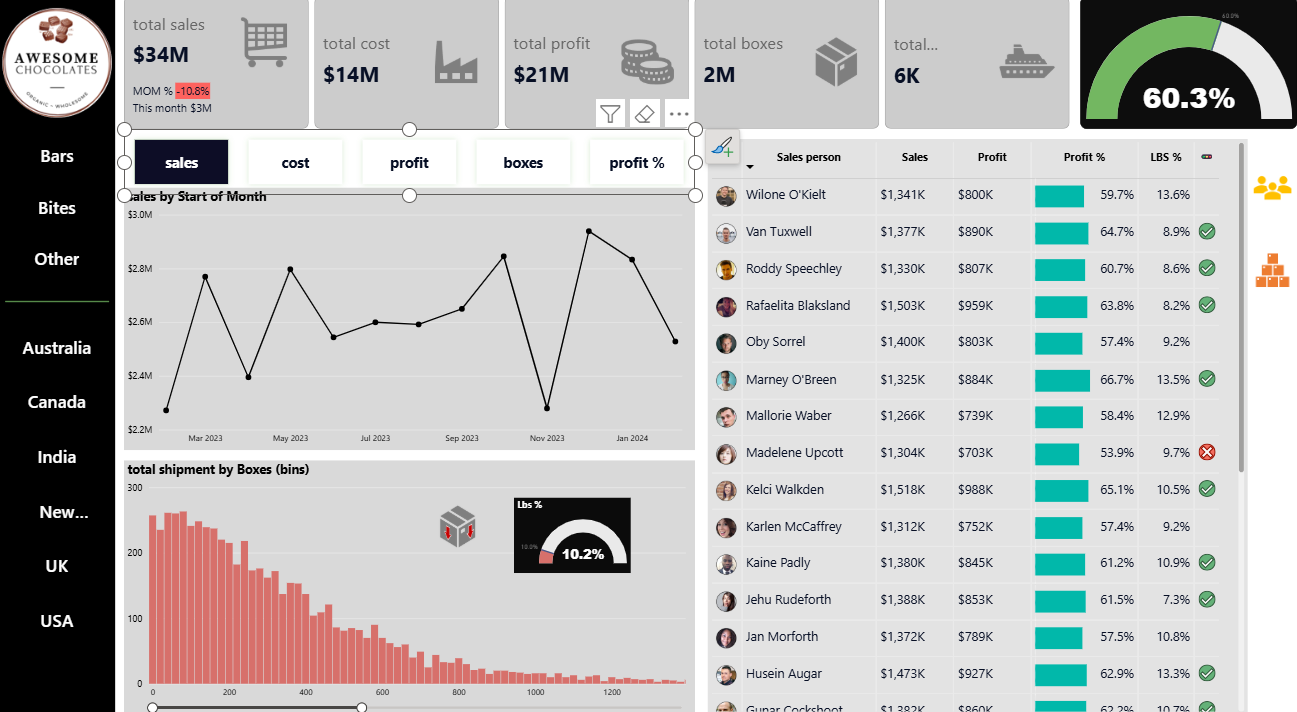 AWESOME
CHOCOLATES
ORGANIC • WHOLESOME
Bars
Bites
Other
Australia
Canada
India
New...
UK
USA
total sales
$34M
MOM % -10.8%
This month $3M
total cost
$14M
total profit
$21M
total boxes
2M
total...
6K
60.0%
60.3%
sales
cost
profit
boxes
profit %
sales by Start of Month
$3.0M
$2.8M
$2.6M
$2.4M
$2.2M
Mar 2023 May 2023 Jul 2023 Sep 2023 Nov 2023 Jan 2024
total shipment by Boxes (bins)
300
200
100
0
0 200 400 600 800 1000 1200
Lbs %
10.0%
10.2%
Sales person Sales Profit Profit % LBS %
Wilone O'Kielt $1,341K $800K 59.7% 13.6%
Van Tuxwell $1,377K $890K 64.7% 8.9%
Roddy Speechley $1,330K $807K 60.7% 8.6%
Rafaelita Blaksland $1,503K $959K 63.8% 8.2%
Oby Sorrel $1,400K $803K 57.4% 9.2%
Marney O'Breen $1,325K $884K 66.7% 13.5%
Mallorie Waber $1,266K $739K 58.4% 12.9%
Madelene Upcott $1,304K $703K 53.9% 9.7%
Kelci Walkden $1,518K $988K 65.1% 10.5%
Karlen McCaffrey $1,312K $752K 57.4% 9.2%
Kaine Padly $1,380K $845K 61.2% 10.9%
Jehu Rudeforth $1,388K $853K 61.5% 7.3%
Jan Morforth $1,372K $789K 57.5% 10.8%
Husein Augar $1,473K $927K 62.9% 13.3%
Gunar Cockshoot $1,382K $860K 62.2% 10.7%